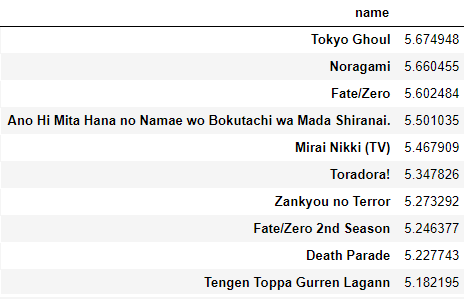 name
Tokyo Ghoul 5.674948
Noragami 5.660455
Fate/Zero 5.602484
Ano Hi Mita Hana no Namae wo Bokutachi wa Mada Shiranai. 5.501035
Mirai Nikki (TV) 5.467909
Toradora! 5.347826
Zankyou no Terror 5.273292
Fate/Zero 2nd Season 5.246377
Death Parade 5.227743
Tengen Toppa Gurren Lagann 5.182195